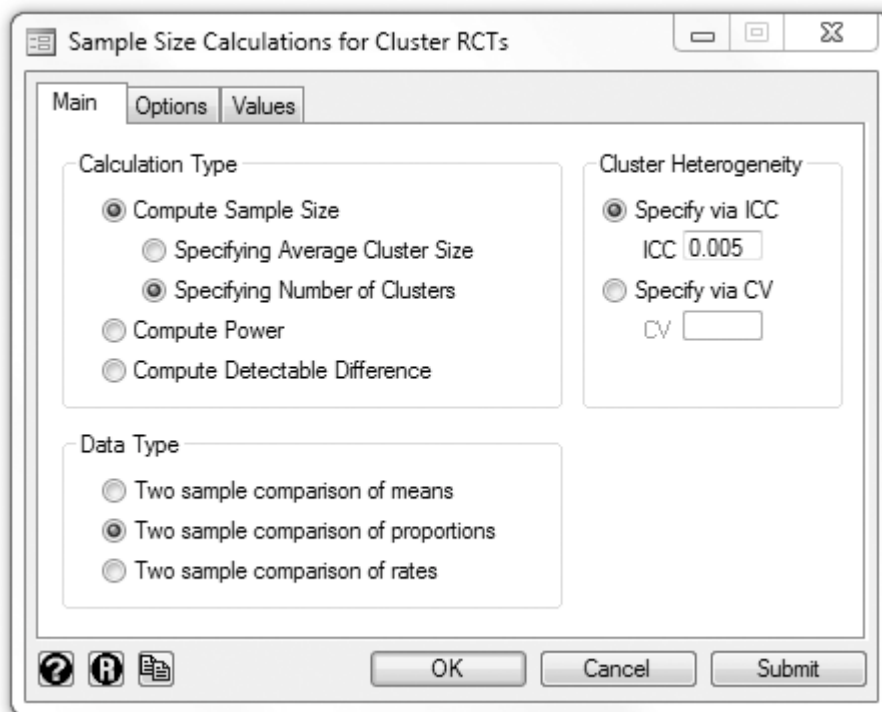 Sample Size Calculations for Cluster RCTs
Main Options Values
Calculation Type
Compute Sample Size
Specifying Average Cluster Size
Specifying Number of Clusters
Compute Power
Compute Detectable Difference
Cluster Heterogeneity
Specify via ICC
ICC 0.005
Specify via CV
CV
Data Type
Two sample comparison of means
Two sample comparison of proportions
Two sample comparison of rates
? R OK Cancel Submit